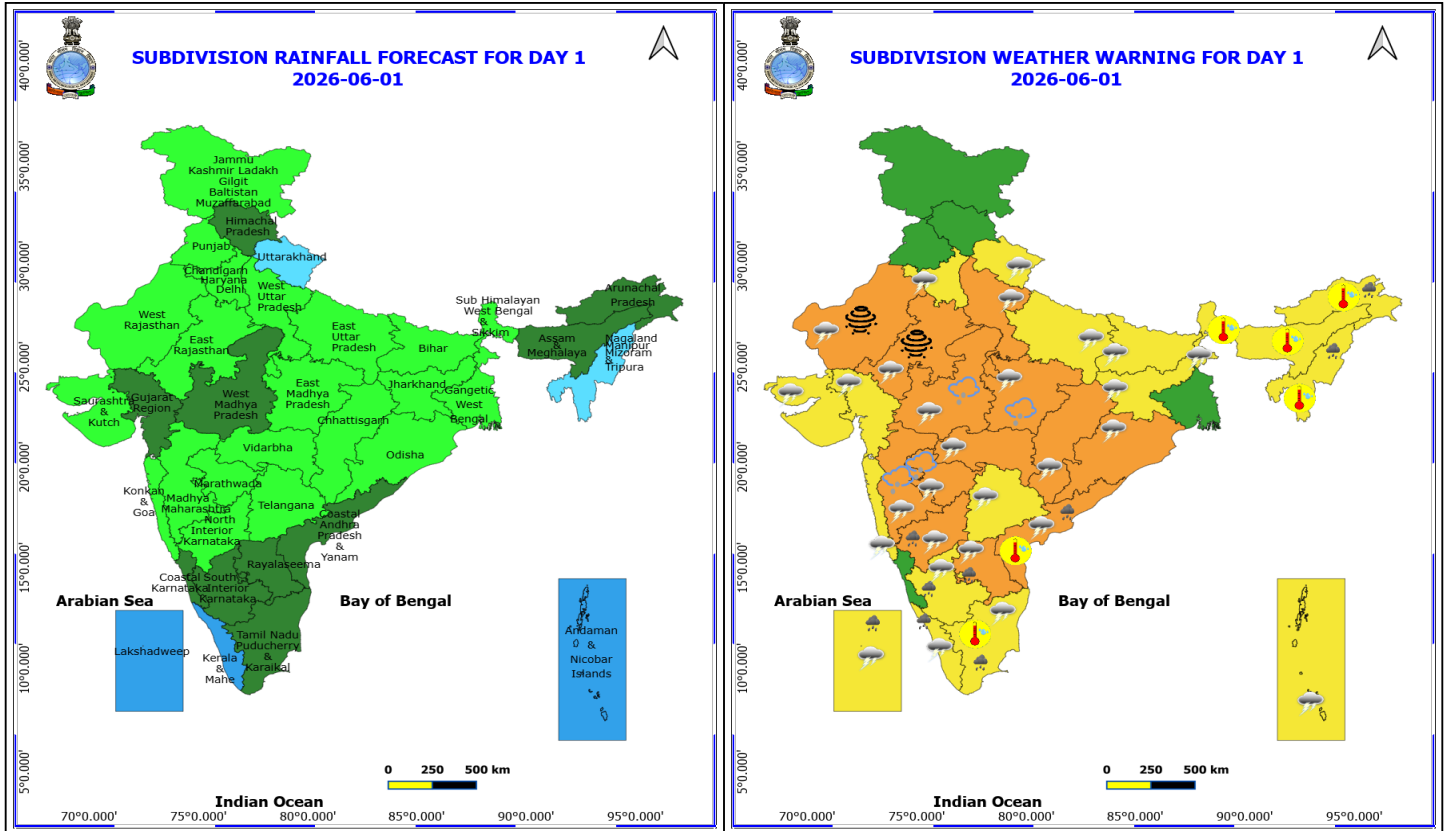 SUBDIVISION RAINFALL FORECAST FOR DAY 1
2026-06-01
40°0.000'
35°0.000'
30°0.000'
25°0.000'
20°0.000'
15°0.000'
10°0.000'
5°0.000'
Jammu
Kashmir Ladakh
Gilgit
Baltistan
Muzaffarabad
Himachal
Pradesh
Punjab
Uttarakhand
Chandigarh
Haryana
Delhi
West
Uttar
Pradesh
Arunachal
Pradesh
Sub Himalayan
West Bengal
&
Sikkim
West
Rajasthan
East
Rajasthan
East
Uttar
Pradesh
Bihar
Assam
&
Meghalaya
Nagaland
Manipur
Mizoram
&
Tripura
Saurashtra
&
Kutch
Gujarat
Region
West
Madhya
Pradesh
East
Madhya
Pradesh
Jharkhand
Gangetic
West
Bengal
Chhattisgarh
Vidarbha
Odisha
Konkan
&
Goa
Marathwada
Madhya
Maharashtra
North
Interior
Karnataka
Telangana
Coastal
Andhra
Pradesh
&
Yanam
Rayalaseema
Coastal
Karnataka
South
Interior
Karnataka
Arabian Sea
Bay of Bengal
Lakshadweep
Kerala
&
Mahe
Tamil Nadu
Puducherry
&
Karaikal
Andaman
&
Nicobar
Islands
0 250 500 km
Indian Ocean
70°0.000' 75°0.000' 80°0.000' 85°0.000' 90°0.000' 95°0.000'
SUBDIVISION WEATHER WARNING FOR DAY 1
2026-06-01
40°0.000'
35°0.000'
30°0.000'
25°0.000'
20°0.000'
15°0.000'
10°0.000'
5°0.000'
Arabian Sea
Bay of Bengal
0 250 500 km
Indian Ocean
70°0.000' 75°0.000' 80°0.000' 85°0.000' 90°0.000' 95°0.000'